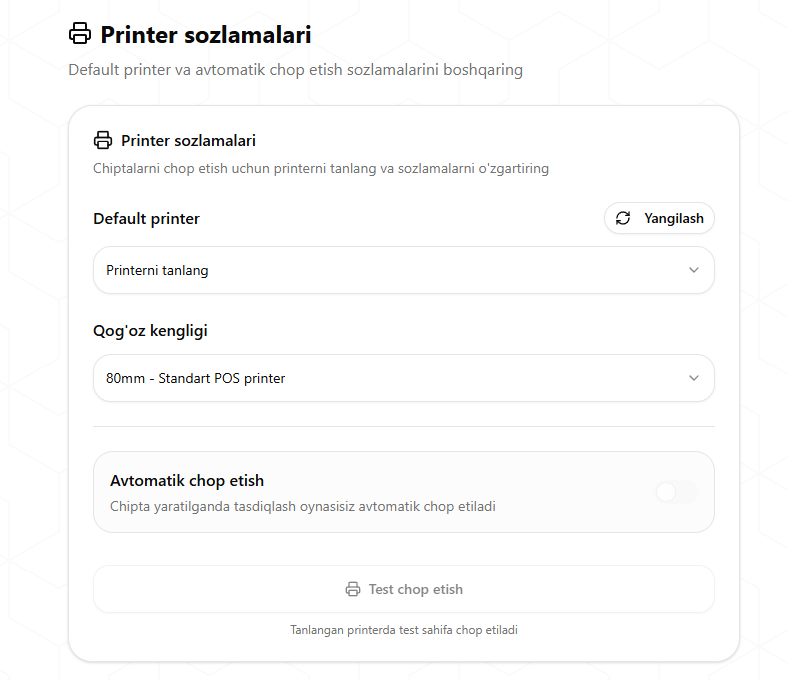 Printer sozlamalari
Default printer va avtomatik chop etish sozlamalarini boshqaring
Printer sozlamalari
Chiptalarni chop etish uchun printerni tanlang va sozlamalarni o'zgartiring
Default printer
Yangilash
Printerni tanlang
Qog'oz kengligi
80mm - Standart POS printer
Avtomatik chop etish
Chipta yaratilganda tasdiqlash oynasisiz avtomatik chop etiladi
Test chop etish
Tanlangan printerda test sahifa chop etiladi